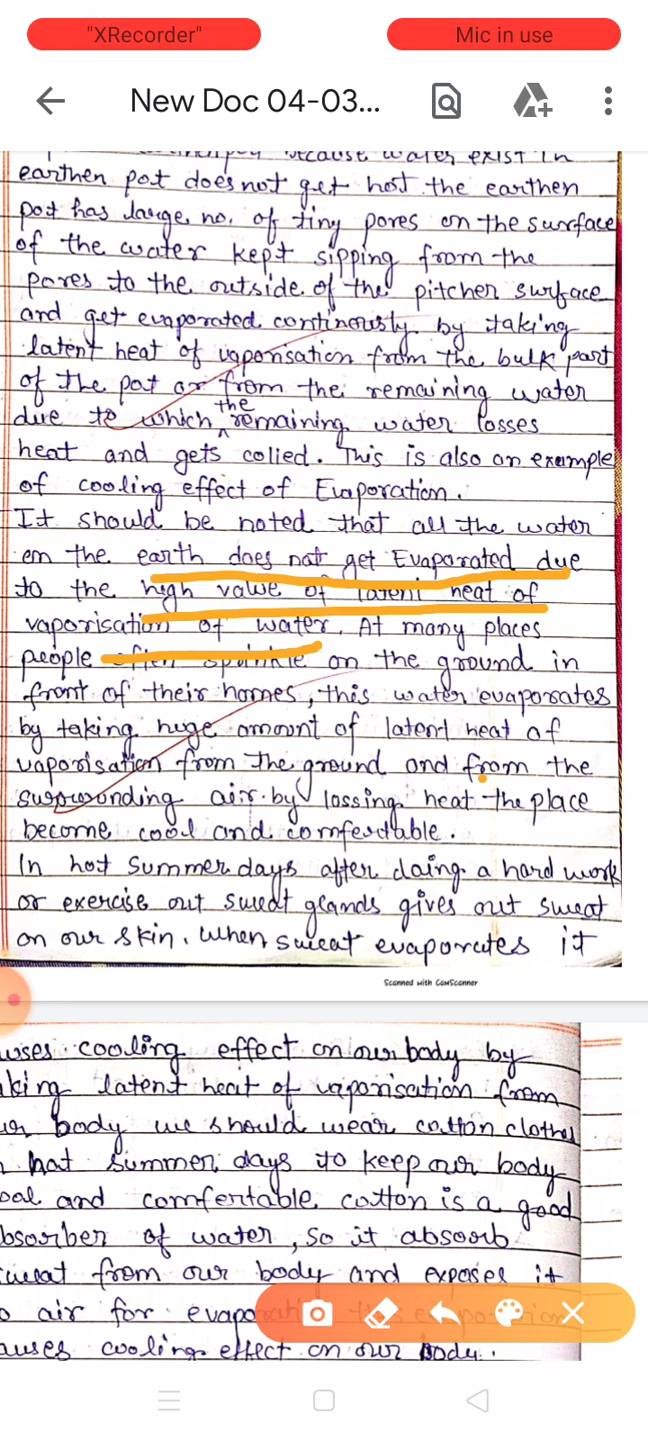 "XRecorder" Mic in use
New Doc 04-03...
because water exist in
earthen pot does not get hot the earthen
pot has large no. of tiny pores on the surface
of the water kept sipping from the
pores to the outside of the pitcher surface
and get evaporated continously by taking
latent heat of vaporisation from the bulk part
of the pot or from the remaining water
due to which the remaining water losses
heat and gets colied. This is also an example
of cooling effect of Evaporation.
It should be noted that all the water
on the earth does not get Evaporated due
to the high value of latent heat of
vaporisation of water. At many places
people often sprinkle on the ground in
front of their homes, this water evaporates
by taking huge amount of latent heat of
vaporisation from the ground and from the
surrounding air. by lossing heat the place
become cool and comfertable.
In hot summer days after doing a hard work
or exercise out sweat glands gives out sweat
on our skin. When sweat evaporates it
Scanned with CamScanner
uses cooling effect on our body by
king latent heat of vaporisation from
body we should wear cotton clothes
hat summer days to keep our body
and comfertable. cotton is a good
bsorber of water, so it absorb
sweat from our body and exposes it
air for
auses cooling effect on our body.